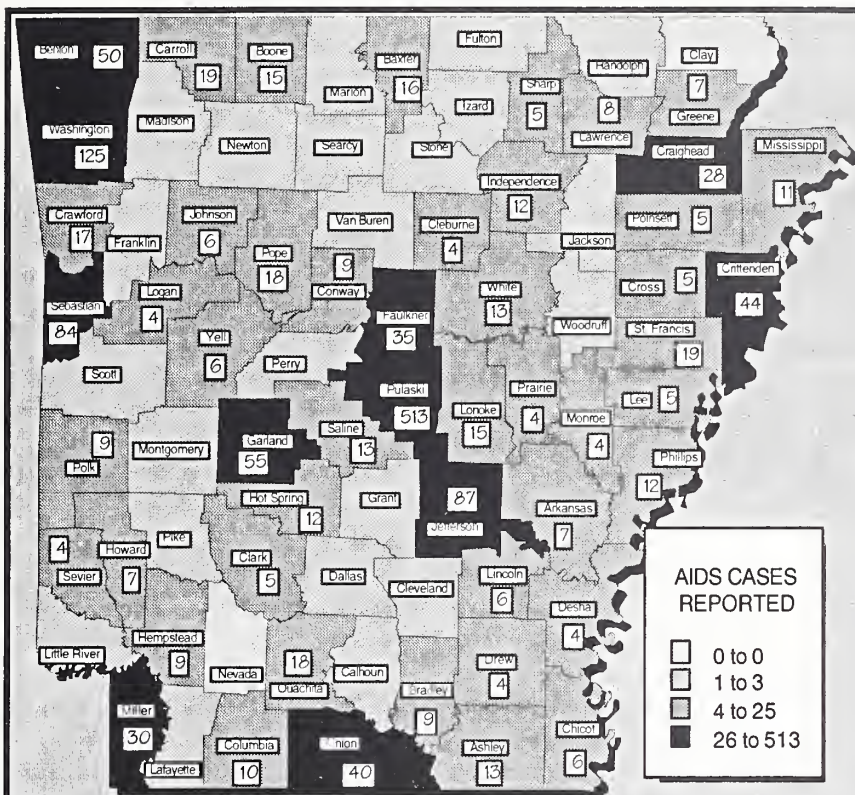 Benton 50
Carroll 19
Boone 15
Marion
Baxter 16
Fulton
Izard
Sharp 5
Randolph
Clay
7
Greene
8
Lawrence
Washington 125
Madison
Newton
Searcy
Stone
Independence 12
Craighead 28
Mississippi 11
Crawford 17
Franklin
Johnson 6
Pope 18
Van Buren
9
Conway
Cleburne 4
Jackson
Poinsett 5
Cross 5
Crittenden 44
Sebastian 84
Logan 4
Yell 6
Perry
Faulkner 35
White 13
Woodruff
St. Francis 19
Scott
Pulaski 513
Lonoke 15
Prairie 4
Monroe 4
Lee 5
Phillips 12
9
Polk
Montgomery
Garland 55
Saline 13
Hot Spring 12
Grant
87
Jefferson
Arkansas 7
4
Sevier
Howard 7
Pike
Clark 5
Dallas
Cleveland
Lincoln 6
Desha 4
Little River
Hempstead 9
Nevada
18
Ouachita
Calhoun
Bradley 9
Drew 4
Chicot 6
Miller 30
Lafayette
Columbia 10
Union 40
Ashley 13
AIDS CASES
REPORTED
0 to 0
1 to 3
4 to 25
26 to 513